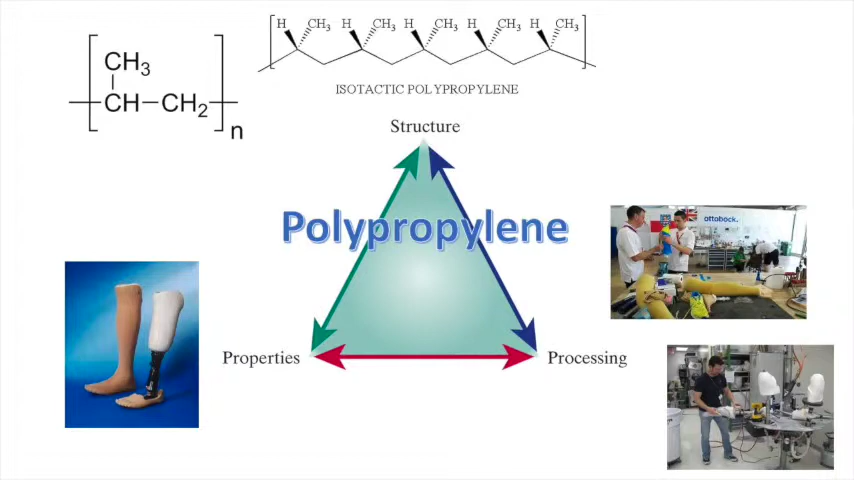 H CH3 H CH3 H CH3 H CH3 H CH3
CH3
CH–CH2
n
ISOTACTIC POLYPROPYLENE
Structure
Polypropylene
ottobock.
Properties
Processing